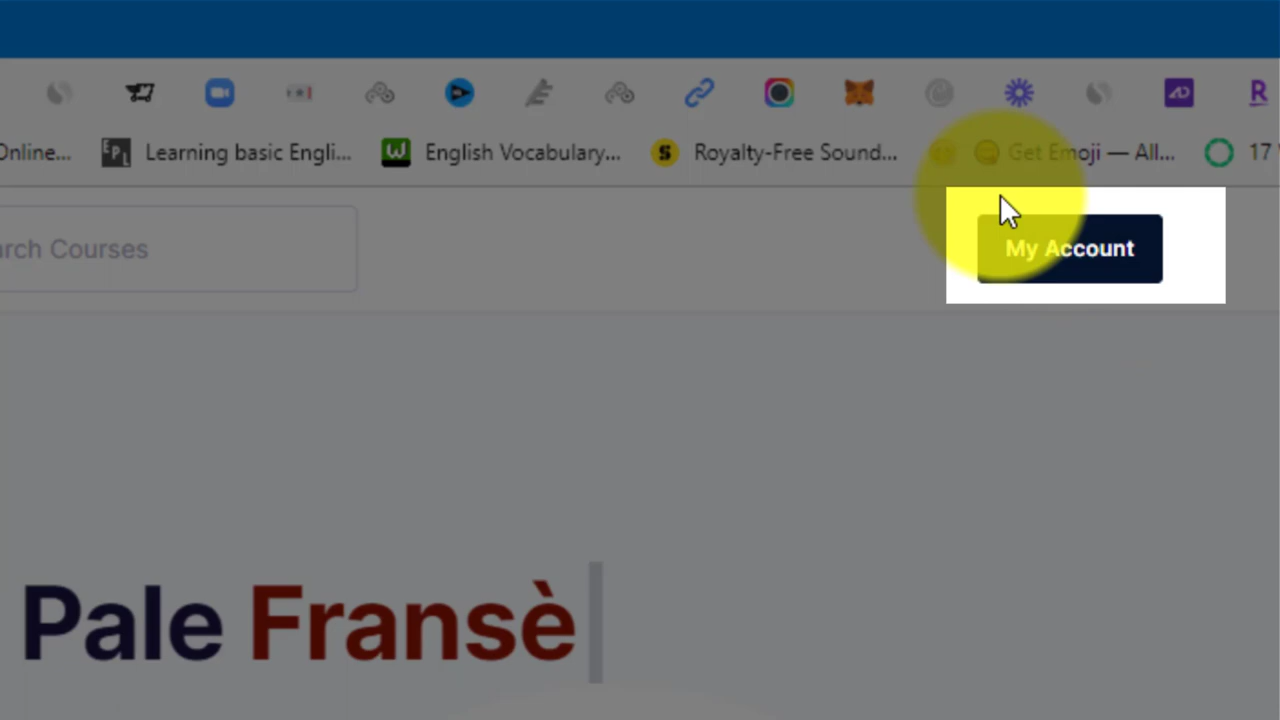 Online... EPL Learning basic Engli... W English Vocabulary... S Royalty-Free Sound... Get Emoji — All... 17
arch Courses
My Account
Pale Fransè